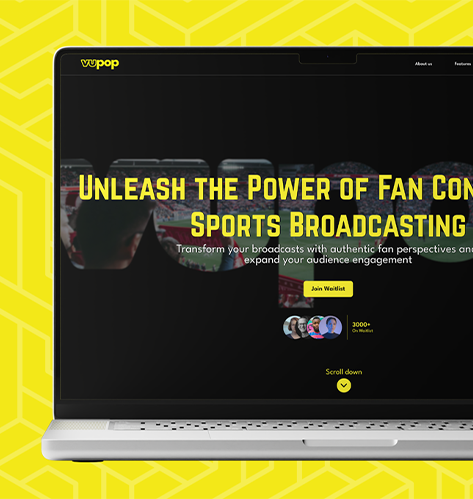 vupop
About us Features
UNLEASH THE POWER OF FAN CON
SPORTS BROADCASTING
Transform your broadcasts with authentic fan perspectives and
expand your audience engagement
Join Waitlist
3000+
On Waitlist
Scroll down